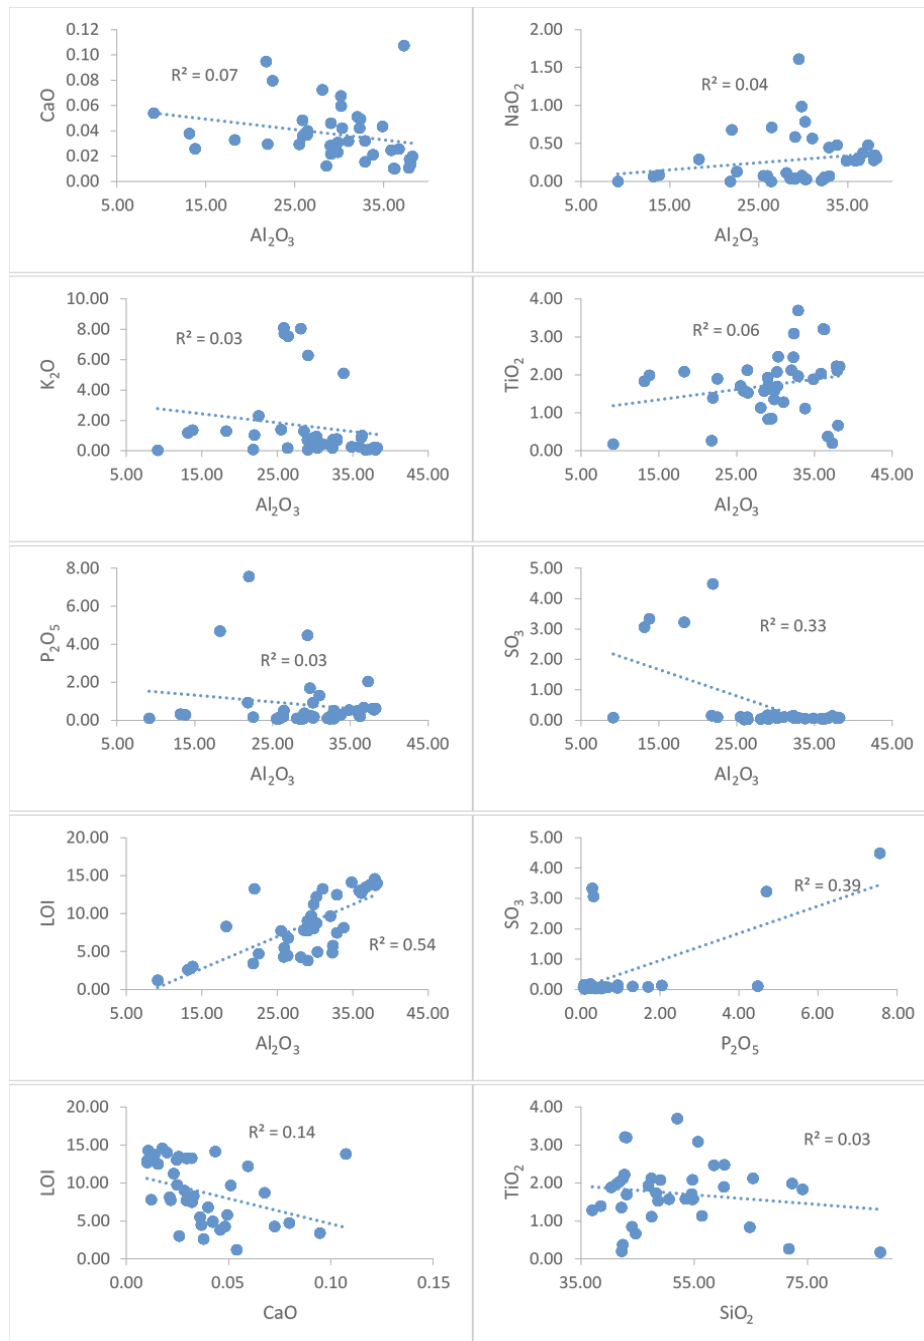 0.12
0.10
0.08
0.06
0.04
0.02
0.00
CaO
R² = 0.07
5.00 15.00 25.00 35.00
Al₂O₃
2.00
1.50
1.00
0.50
0.00
NaO₂
R² = 0.04
5.00 15.00 25.00 35.00 45.00
Al₂O₃
10.00
8.00
6.00
4.00
2.00
0.00
K₂O
R² = 0.03
5.00 15.00 25.00 35.00 45.00
Al₂O₃
4.00
3.00
2.00
1.00
0.00
TiO₂
R² = 0.06
5.00 15.00 25.00 35.00 45.00
Al₂O₃
8.00
6.00
4.00
2.00
0.00
P₂O₅
R² = 0.03
5.00 15.00 25.00 35.00 45.00
Al₂O₃
5.00
4.00
3.00
2.00
1.00
0.00
SO₃
R² = 0.33
5.00 15.00 25.00 35.00 45.00
Al₂O₃
20.00
15.00
10.00
5.00
0.00
LOI
R² = 0.54
5.00 15.00 25.00 35.00 45.00
Al₂O₃
5.00
4.00
3.00
2.00
1.00
0.00
SO₃
R² = 0.39
0.00 2.00 4.00 6.00 8.00
P₂O₅
20.00
15.00
10.00
5.00
0.00
LOI
R² = 0.14
0.00 0.05 0.10 0.15
CaO
4.00
3.00
2.00
1.00
0.00
TiO₂
R² = 0.03
35.00 55.00 75.00
SiO₂